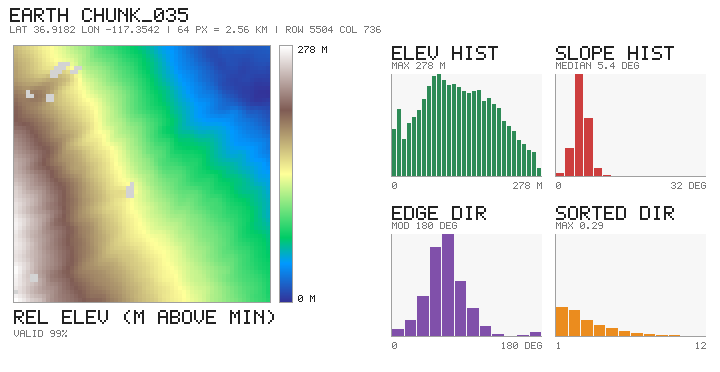 EARTH CHUNK_035
LAT 36.9182 LON -117.3542 | 64 PX = 2.56 KM | ROW 5504 COL 736
278 M
0 M
REL ELEV (M ABOVE MIN)
VALID 99%
ELEV HIST
MAX 278 M
0 278 M
SLOPE HIST
MEDIAN 5.4 DEG
0 32 DEG
EDGE DIR
MOD 180 DEG
0 180 DEG
SORTED DIR
MAX 0.29
1 12